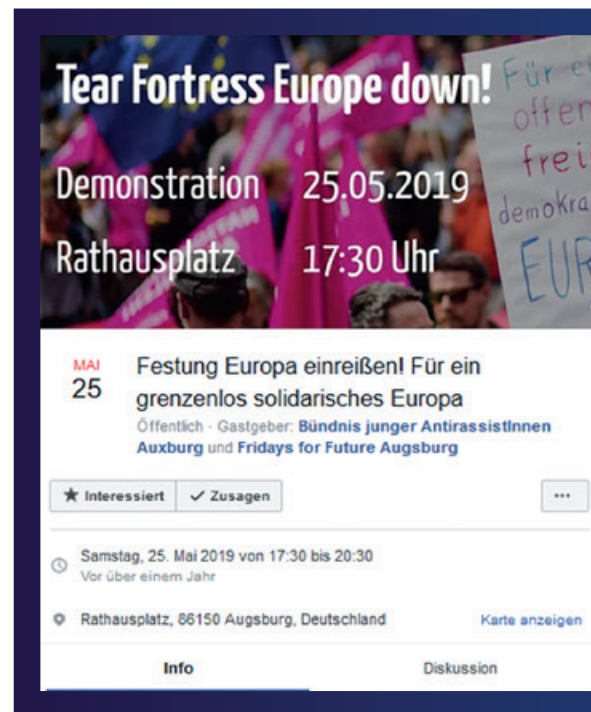 Tear Fortress Europe down!
Für
offen
frei
demokra
EUR
Demonstration 25.05.2019
Rathausplatz 17:30 Uhr
MAI
25
Festung Europa einreißen! Für ein
grenzenlos solidarisches Europa
Öffentlich · Gastgeber: Bündnis junger AntirassistInnen
Auxburg und Fridays for Future Augsburg
Interessiert
Zusagen
Samstag, 25. Mai 2019 von 17:30 bis 20:30
Vor über einem Jahr
Rathausplatz, 86150 Augsburg, Deutschland
Karte anzeigen
Info
Diskussion